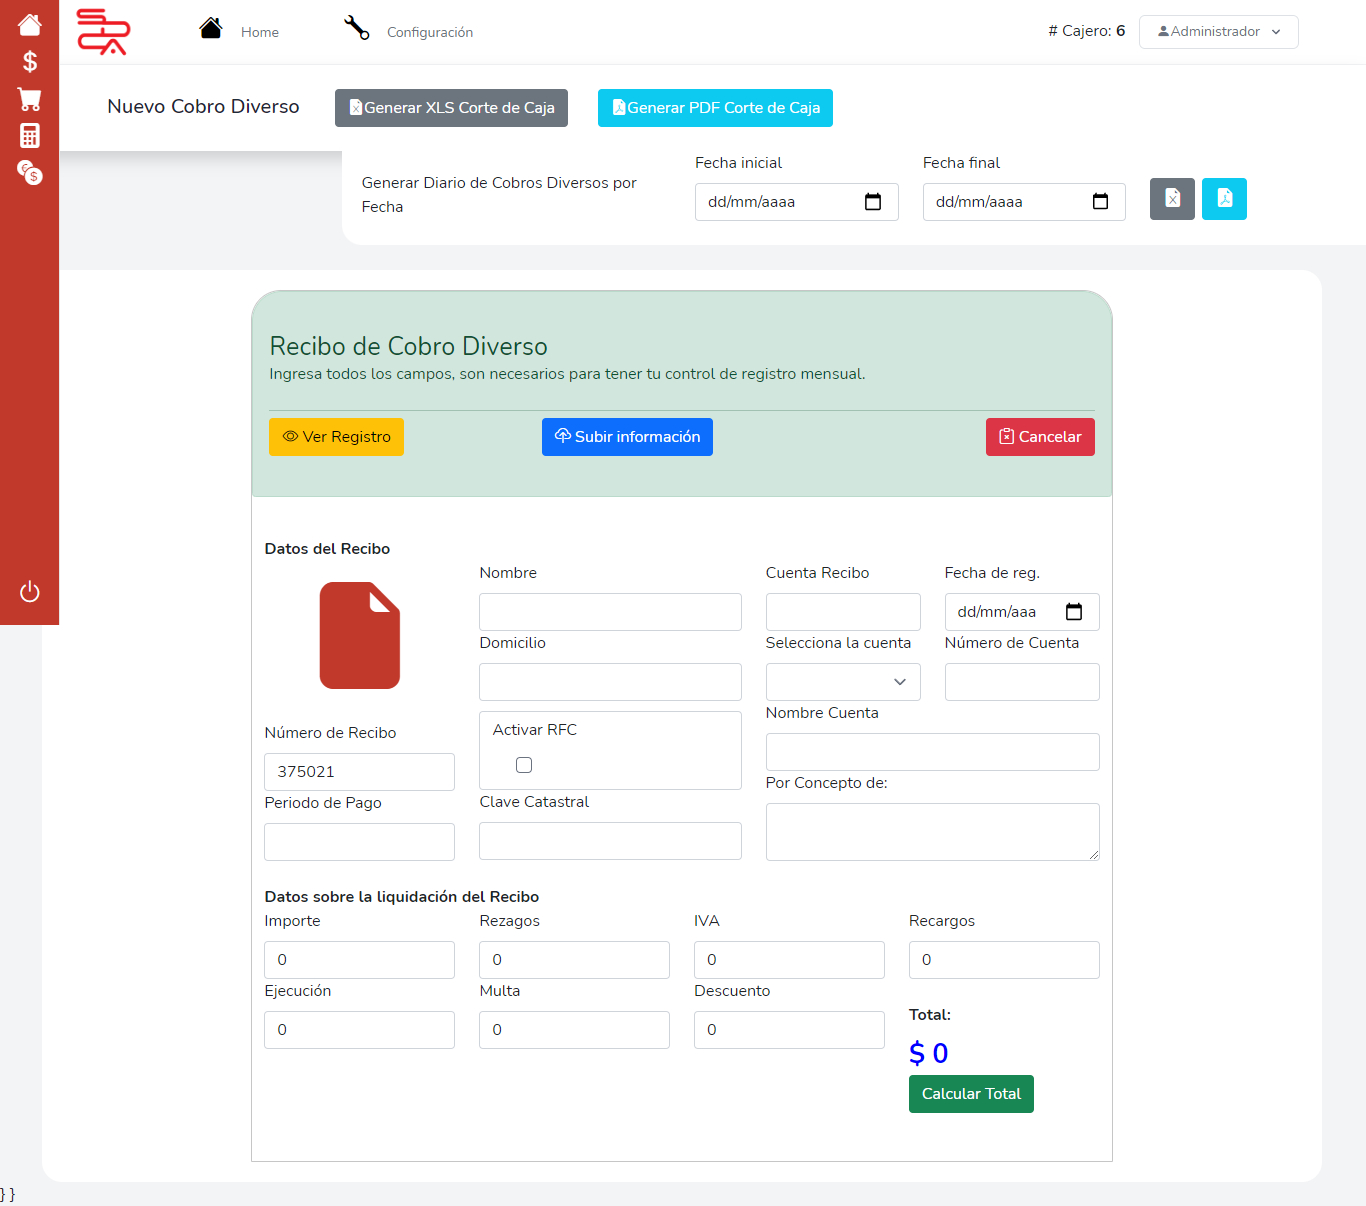 Home
Configuración
# Cajero: 6
Administrador
Nuevo Cobro Diverso
Generar XLS Corte de Caja
Generar PDF Corte de Caja
Generar Diario de Cobros Diversos por
Fecha
Fecha inicial
dd/mm/aaaa
Fecha final
dd/mm/aaaa
Recibo de Cobro Diverso
Ingresa todos los campos, son necesarios para tener tu control de registro mensual.
Ver Registro
Subir información
Cancelar
Datos del Recibo
Nombre
Cuenta Recibo
Fecha de reg.
dd/mm/aaa
Domicilio
Selecciona la cuenta
Número de Cuenta
Número de Recibo
375021
Activar RFC
Nombre Cuenta
Periodo de Pago
Clave Catastral
Por Concepto de:
Datos sobre la liquidación del Recibo
Importe
Rezagos
IVA
Recargos
0
0
0
0
Ejecución
Multa
Descuento
0
0
0
Total:
$ 0
Calcular Total
} }